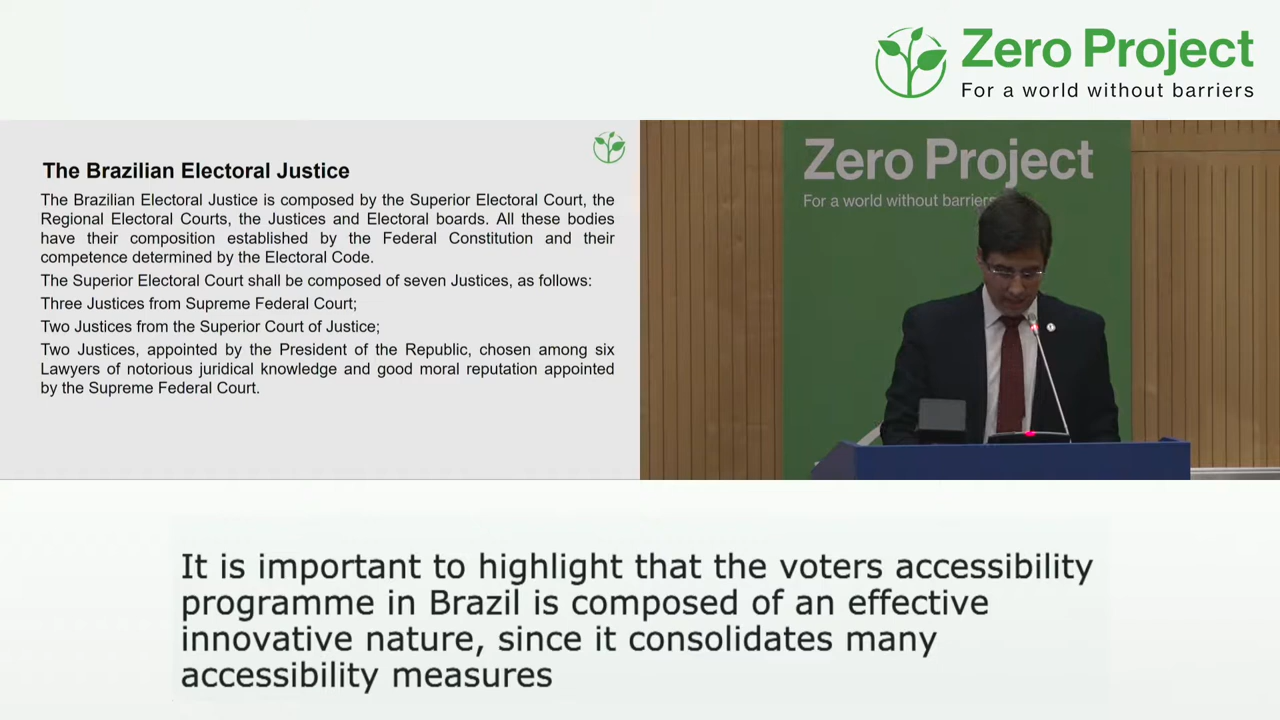 Zero Project
For a world without barriers
The Brazilian Electoral Justice
The Brazilian Electoral Justice is composed by the Superior Electoral Court, the
Regional Electoral Courts, the Justices and Electoral boards. All these bodies
have their composition established by the Federal Constitution and their
competence determined by the Electoral Code.
The Superior Electoral Court shall be composed of seven Justices, as follows:
Three Justices from Supreme Federal Court;
Two Justices from the Superior Court of Justice;
Two Justices, appointed by the President of the Republic, chosen among six
Lawyers of notorious juridical knowledge and good moral reputation appointed
by the Supreme Federal Court.
Zero Project
For a world without barriers
It is important to highlight that the voters accessibility
programme in Brazil is composed of an effective
innovative nature, since it consolidates many
accessibility measures